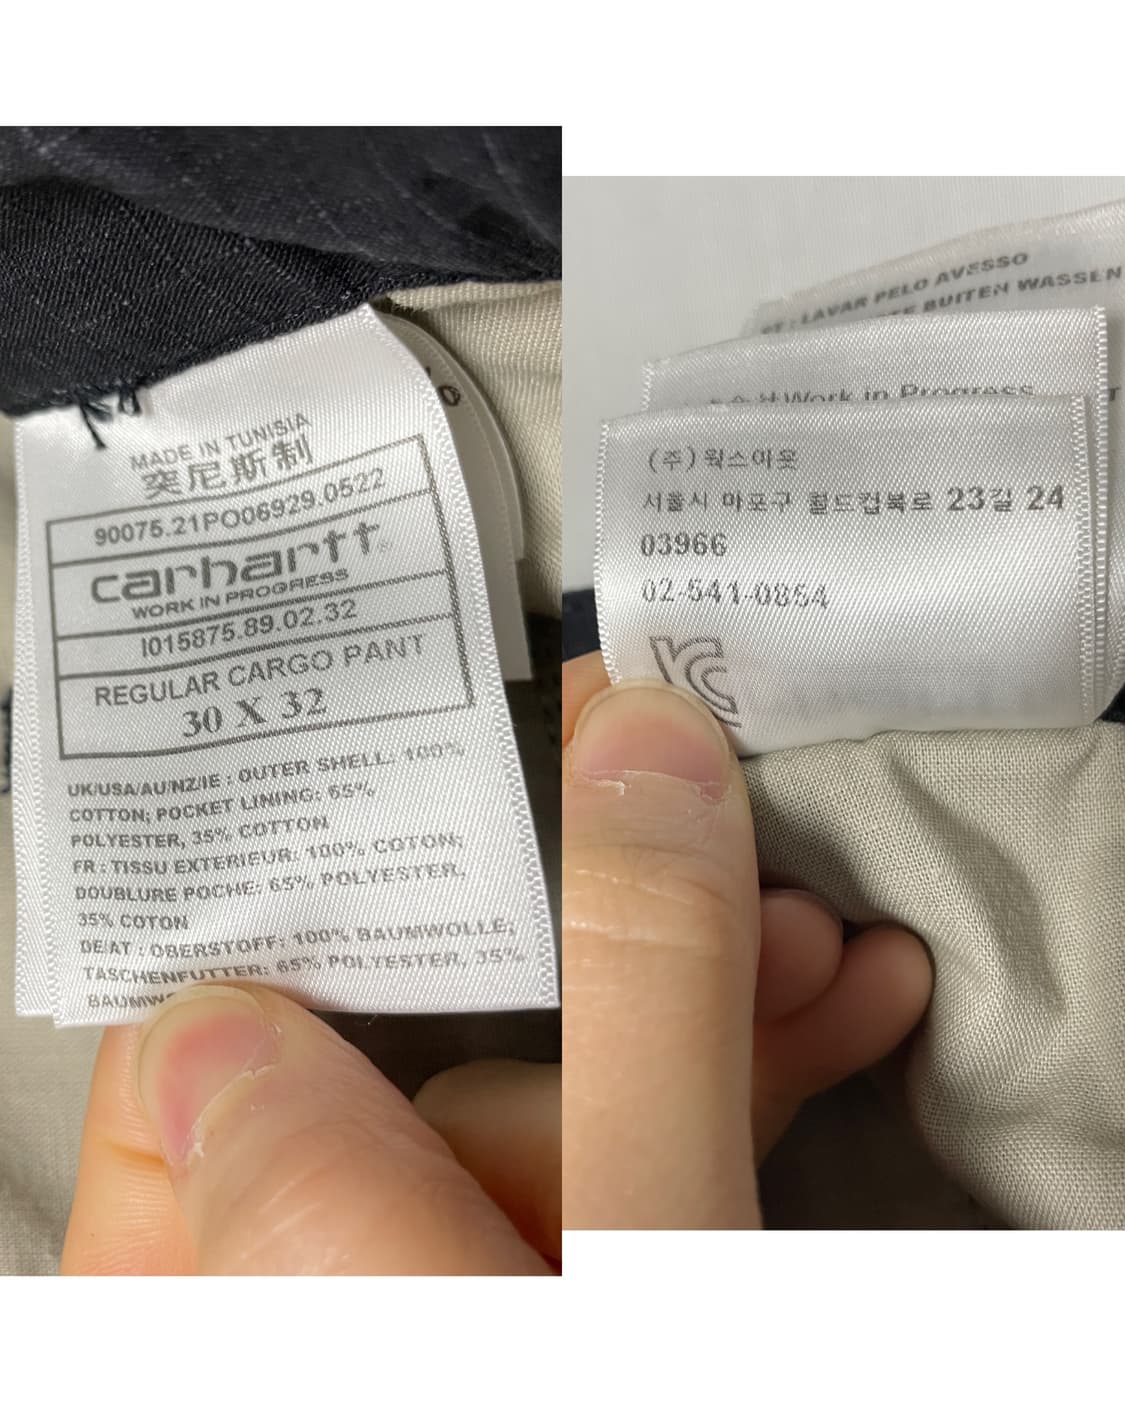 MADE IN TUNISIA
突尼斯制
90075.21PO06929.0522
carhartt
WORK IN PROGRESS
I015875.89.02.32
REGULAR CARGO PANT
30 X 32
UK/USA/AU/NZ/IE : OUTER SHELL: 100%
COTTON; POCKET LINING: 65%
POLYESTER, 35% COTTON
FR : TISSU EXTERIEUR: 100% COTON;
DOUBLURE POCHE: 65% POLYESTER,
35% COTON
DE/AT : OBERSTOFF: 100% BAUMWOLLE;
TASCHENFUTTER: 65% POLYESTER, 35%
PT : LAVAR PELO AVESSO
BUITEN WASSEN
Work in Progress
(주)웍스아웃
서울시 마포구 월드컵북로 23길 24
03966
02-541-0854